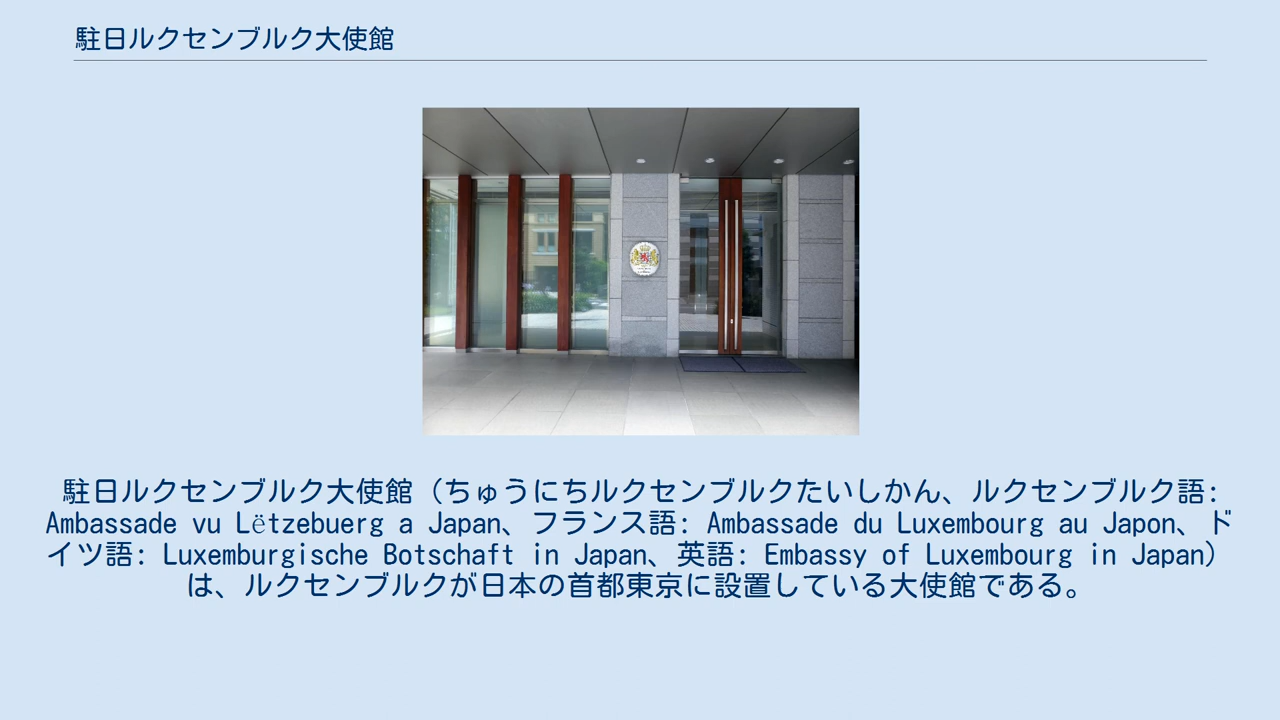 駐日ルクセンブルク大使館
駐日ルクセンブルク大使館（ちゅうにちルクセンブルクたいしかん、ルクセンブルク語:
Ambassade vu Lëtzebuerg a Japan、フランス語: Ambassade du Luxembourg au Japon、ド
イツ語: Luxemburgische Botschaft in Japan、英語: Embassy of Luxembourg in Japan）
は、ルクセンブルクが日本の首都東京に設置している大使館である。